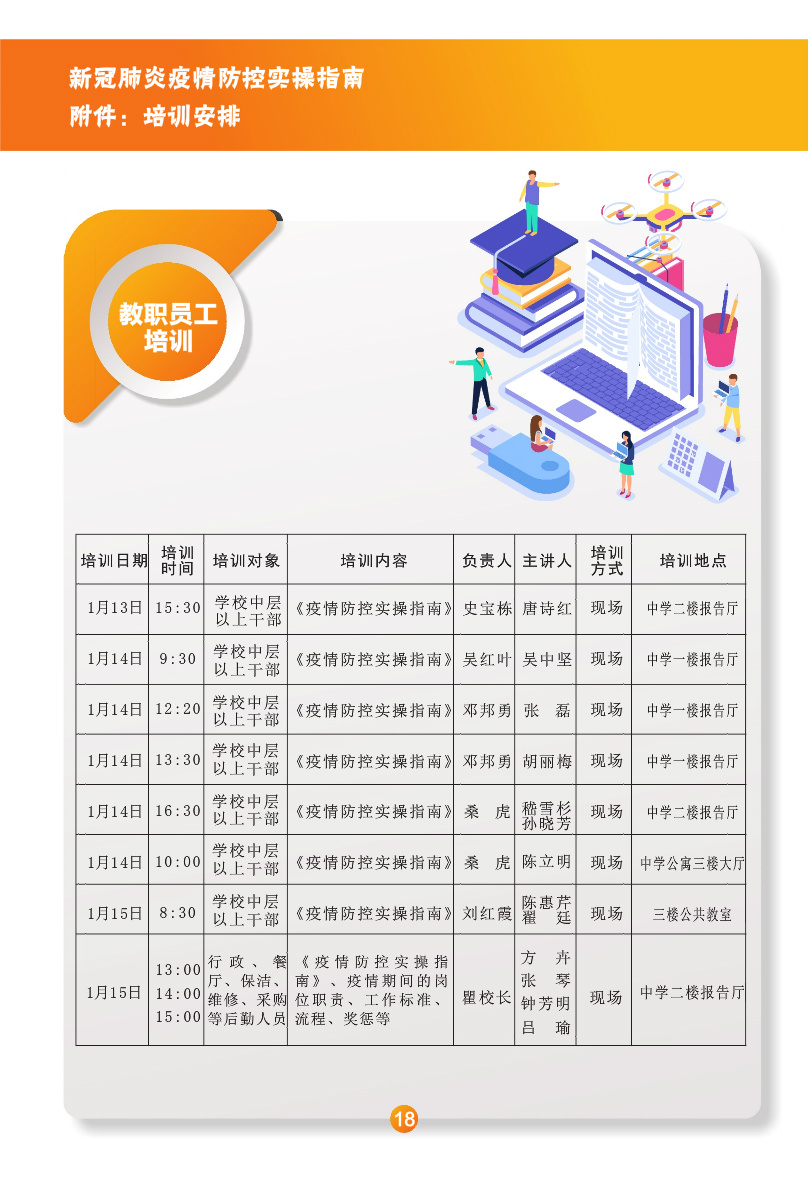 新冠肺炎疫情防控实操指南
附件：培训安排
教职员工
培训
培训日期 培训时间 培训对象 培训内容 负责人 主讲人 培训方式 培训地点
1月13日 15:30 学校中层以上干部 《疫情防控实操指南》 史宝栋 唐诗红 现场 中学二楼报告厅
1月14日 9:30 学校中层以上干部 《疫情防控实操指南》 吴红叶 吴中坚 现场 中学一楼报告厅
1月14日 12:20 学校中层以上干部 《疫情防控实操指南》 邓邦勇 张 磊 现场 中学一楼报告厅
1月14日 13:30 学校中层以上干部 《疫情防控实操指南》 邓邦勇 胡丽梅 现场 中学一楼报告厅
1月14日 16:30 学校中层以上干部 《疫情防控实操指南》 桑 虎 嵇雪杉 孙晓芳 现场 中学二楼报告厅
1月14日 10:00 学校中层以上干部 《疫情防控实操指南》 桑 虎 陈立明 现场 中学公寓三楼大厅
1月15日 8:30 学校中层以上干部 《疫情防控实操指南》 刘红霞 陈惠芹 翟 廷 现场 三楼公共教室
1月15日 13:00 14:00 15:00 行政、餐厅、保洁、维修、采购等后勤人员 《疫情防控实操指南》、疫情期间的岗位职责、工作标准、流程、奖惩等 瞿校长 方 卉 张 琴 钟芳明 吕 瑜 现场 中学二楼报告厅
18